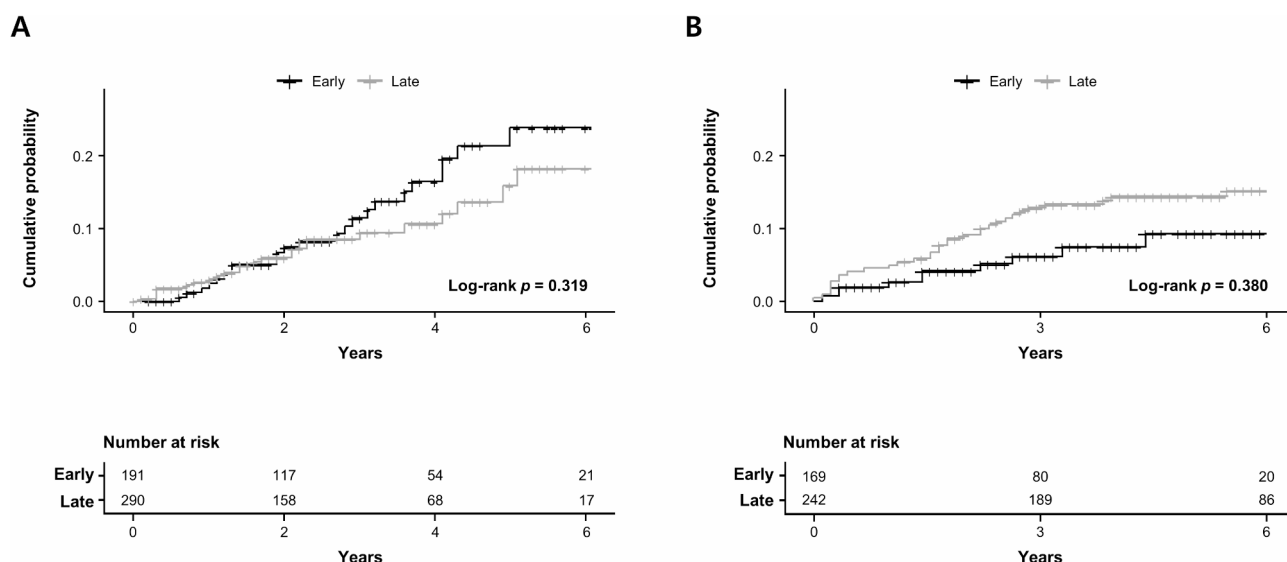 A
Early Late
Cumulative probability
0.2
0.1
0.0
Log-rank p = 0.319
0 2 4 6
Years
Number at risk
Early 191 117 54 21
Late 290 158 68 17
0 2 4 6
Years
B
Early Late
Cumulative probability
0.2
0.1
0.0
Log-rank p = 0.380
0 3 6
Years
Number at risk
Early 169 80 20
Late 242 189 86
0 3 6
Years